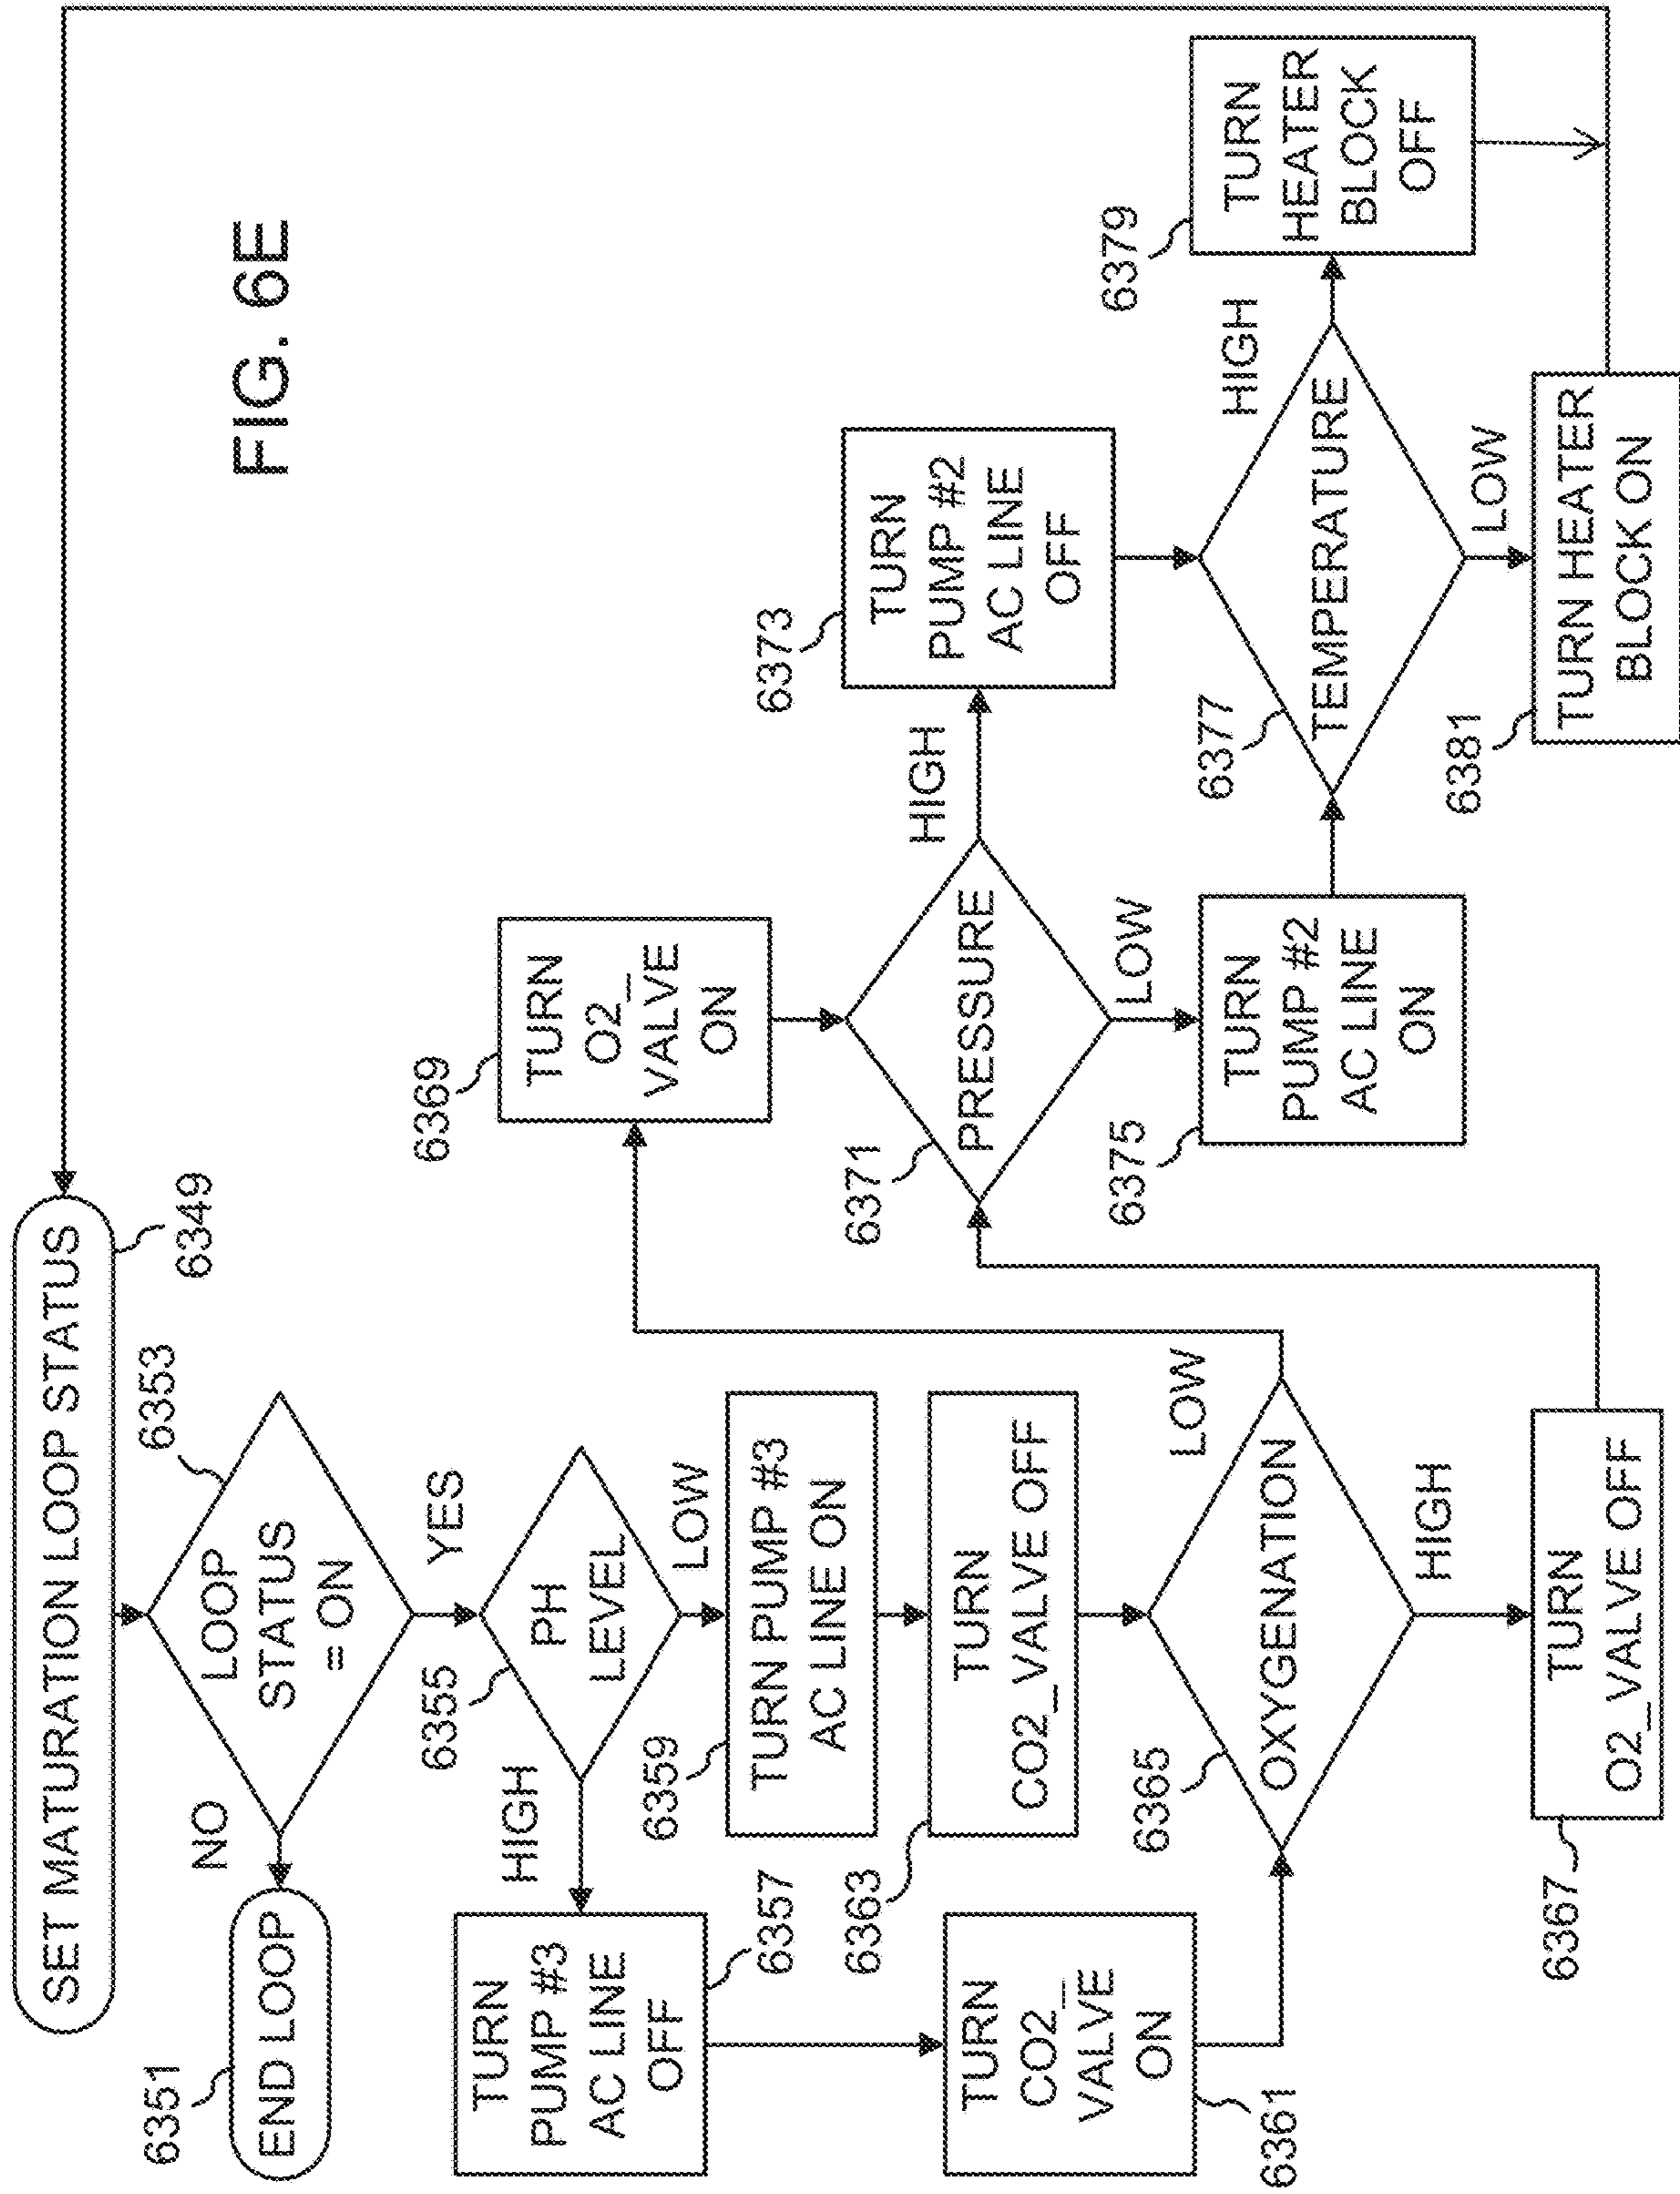 FIG. 6E
SET MATURATION LOOP STATUS
6349
6351
END LOOP
NO
LOOP
STATUS
= ON
6353
YES
6355
PH
LEVEL
HIGH
LOW
TURN
PUMP #3
AC LINE
OFF
6357
6359
TURN PUMP #3
AC LINE ON
TURN
CO2_
VALVE
ON
6361
6363
TURN
CO2_VALVE OFF
6365
OXYGENATION
LOW
HIGH
6367
TURN
O2_VALVE OFF
6369
TURN
O2_
VALVE
ON
6371
PRESSURE
HIGH
LOW
6373
TURN
PUMP #2
AC LINE
OFF
6375
TURN
PUMP #2
AC LINE
ON
6377
TEMPERATURE
HIGH
LOW
6379
TURN
HEATER
BLOCK
OFF
6381
TURN HEATER
BLOCK ON